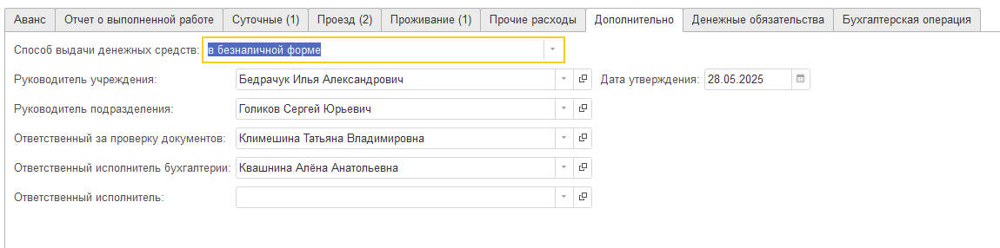 Аванс Отчет о выполненной работе Суточные (1) Проезд (2) Проживание (1) Прочие расходы Дополнительно Денежные обязательства Бухгалтерская операция
Способ выдачи денежных средств: в безналичной форме
Руководитель учреждения: Бедрачук Илья Александрович Дата утверждения: 28.05.2025
Руководитель подразделения: Голиков Сергей Юрьевич
Ответственный за проверку документов: Климешина Татьяна Владимировна
Ответственный исполнитель бухгалтерии: Квашнина Алёна Анатольевна
Ответственный исполнитель: